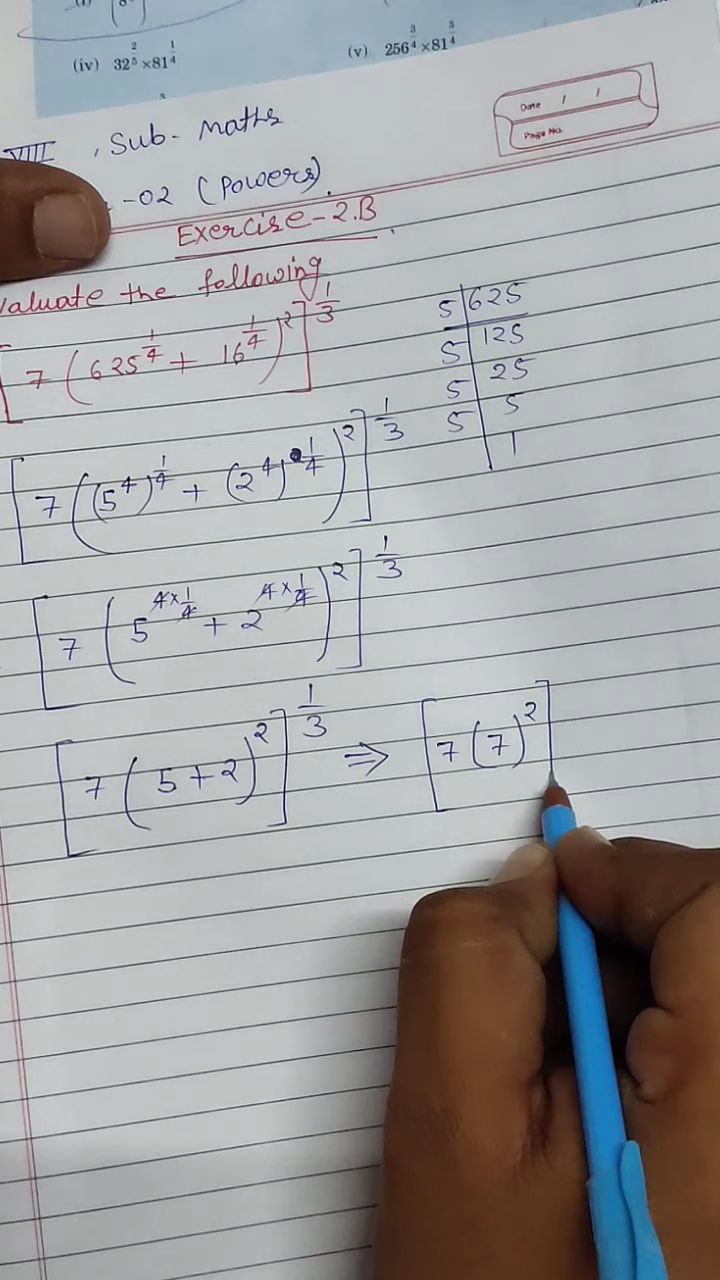 (iv) 32^(2/5) ×81^(1/4) (v) 256^(3/4) ×81^(3/4)
Date / /
Page No.
VIII , Sub- Maths
-02 (Powers).
Exercise-2.B
valuate the following
[7(625^(1/4) + 16^(1/4))^2]^(1/3)
5 | 625
5 | 125
5 | 25
5 | 5
1
[7((5^4)^(1/4) + (2^4)^(1/4))^2]^(1/3)
[7(5^(4×1/4) + 2^(4×1/4))^2]^(1/3)
[7(5+2)^2]^(1/3) ⇒ [7(7)^2]